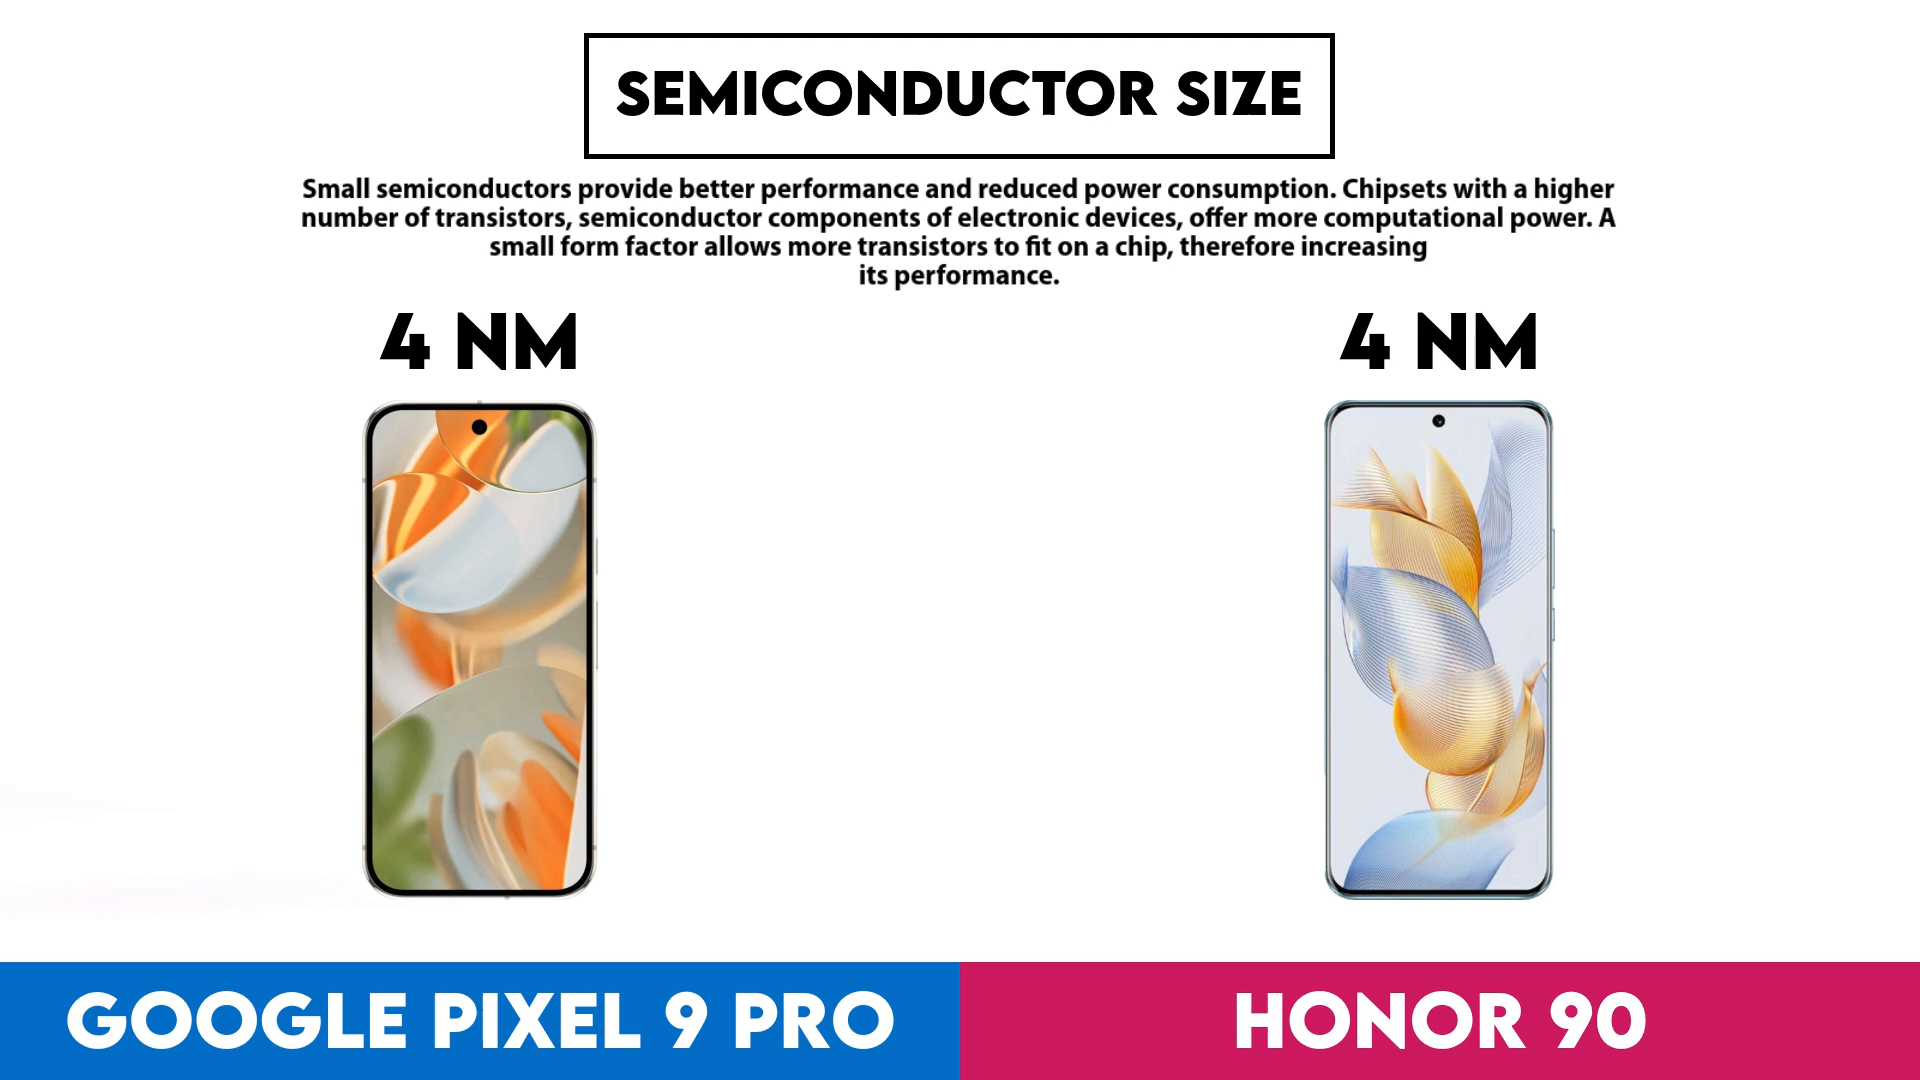 SEMICONDUCTOR SIZE
Small semiconductors provide better performance and reduced power consumption. Chipsets with a higher
number of transistors, semiconductor components of electronic devices, offer more computational power. A
small form factor allows more transistors to fit on a chip, therefore increasing
its performance.
4 NM
4 NM
GOOGLE PIXEL 9 PRO
HONOR 90